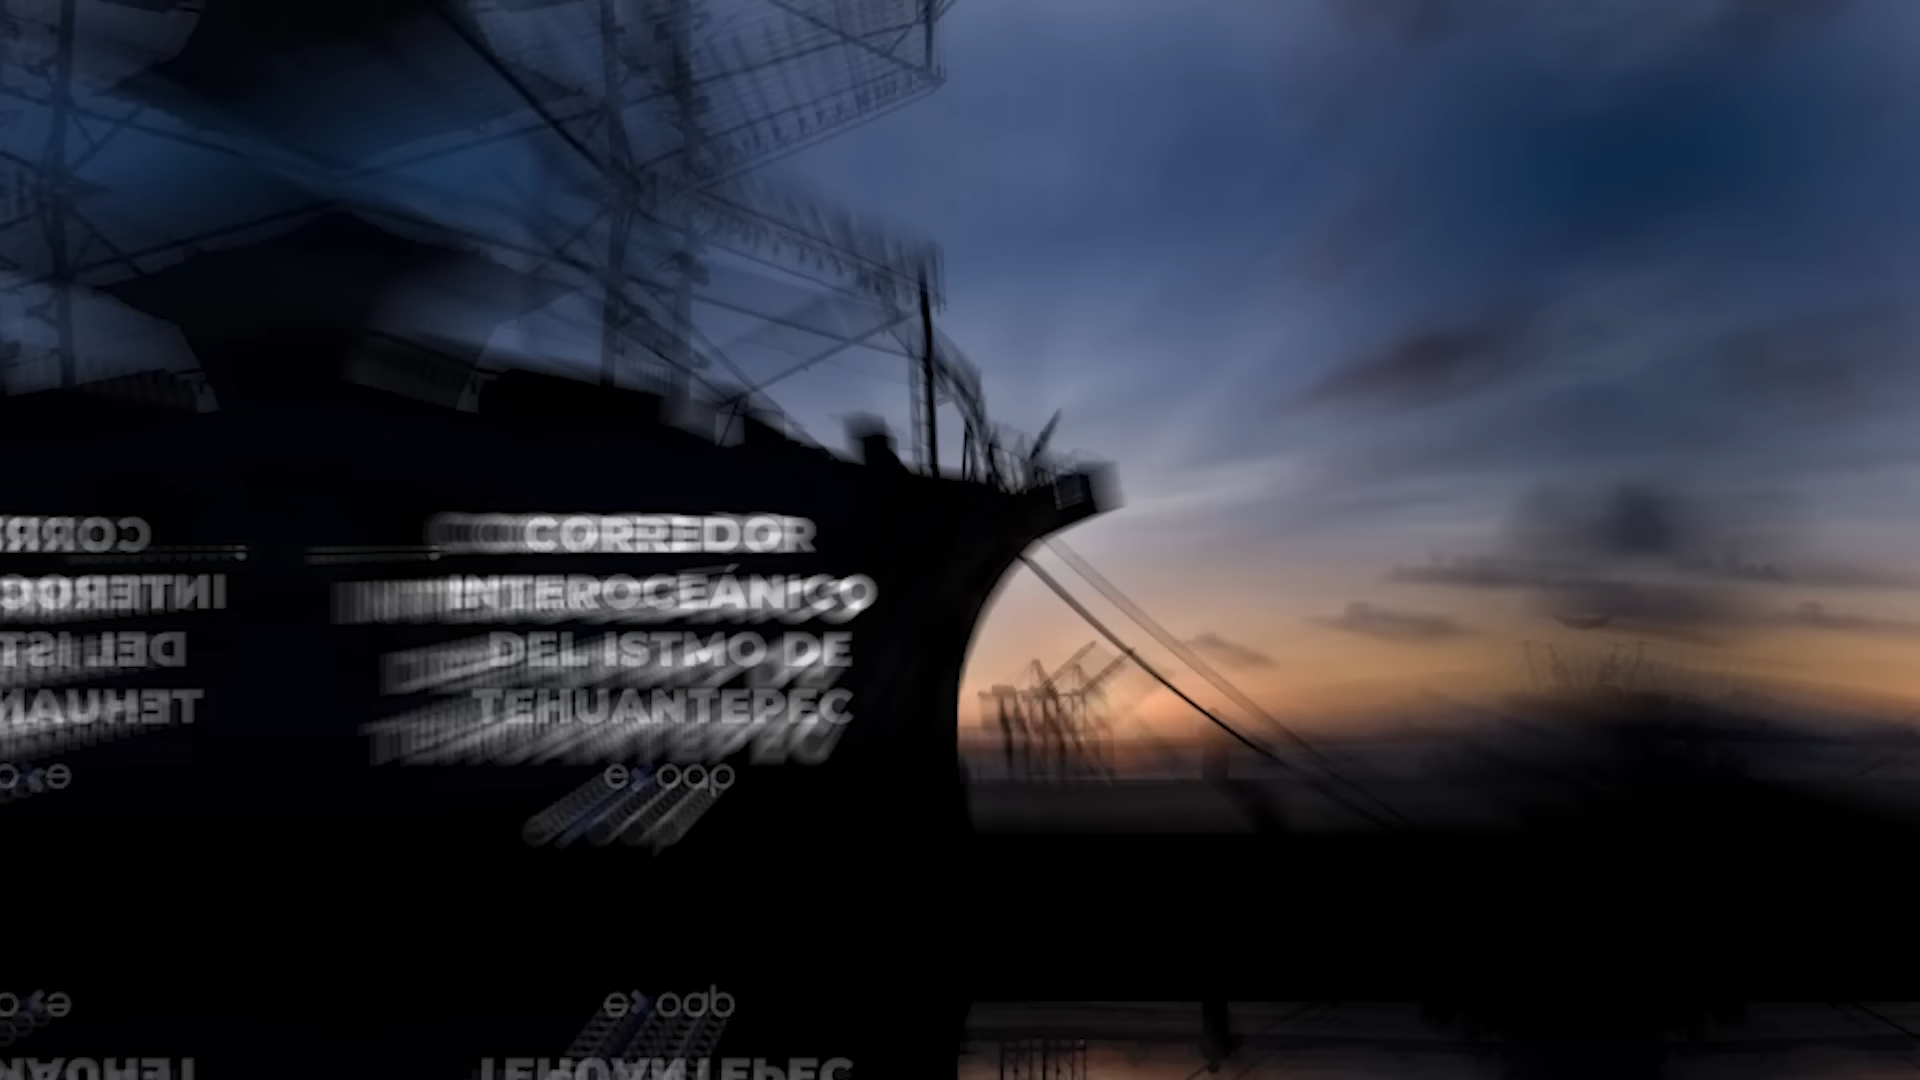 CORREDOR
INTEROCEÁNICO
DEL ISTMO DE
TEHUANTEPEC